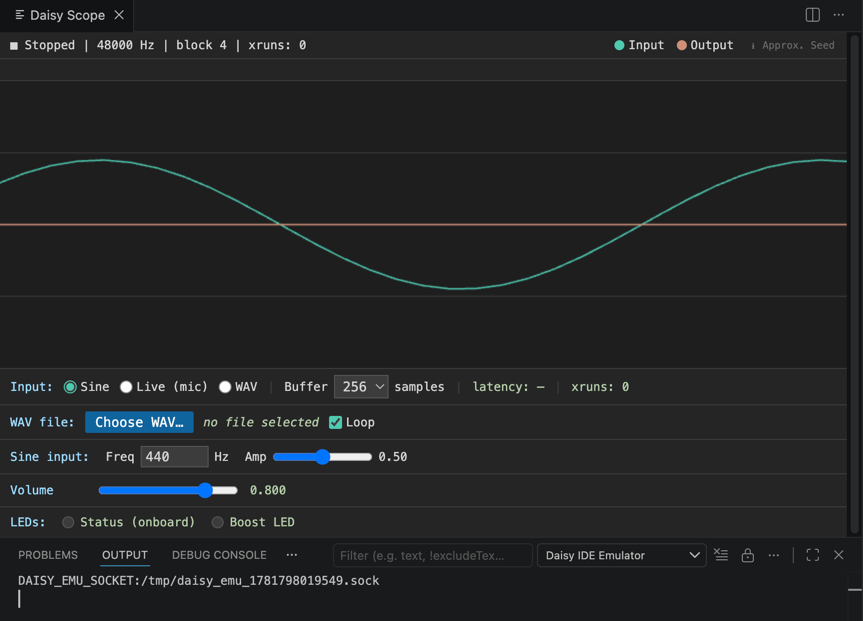 Daisy Scope
Stopped | 48000 Hz | block 4 | xruns: 0
Input Output i Approx. Seed
Input: Sine Live (mic) WAV | Buffer 256 samples | latency: — | xruns: 0
WAV file: Choose WAV… no file selected Loop
Sine input: Freq 440 Hz Amp 0.50
Volume 0.800
LEDs: Status (onboard) Boost LED
PROBLEMS OUTPUT DEBUG CONSOLE ··· Filter (e.g. text, !excludeTex... Daisy IDE Emulator
DAISY_EMU_SOCKET:/tmp/daisy_emu_1781798019549.sock